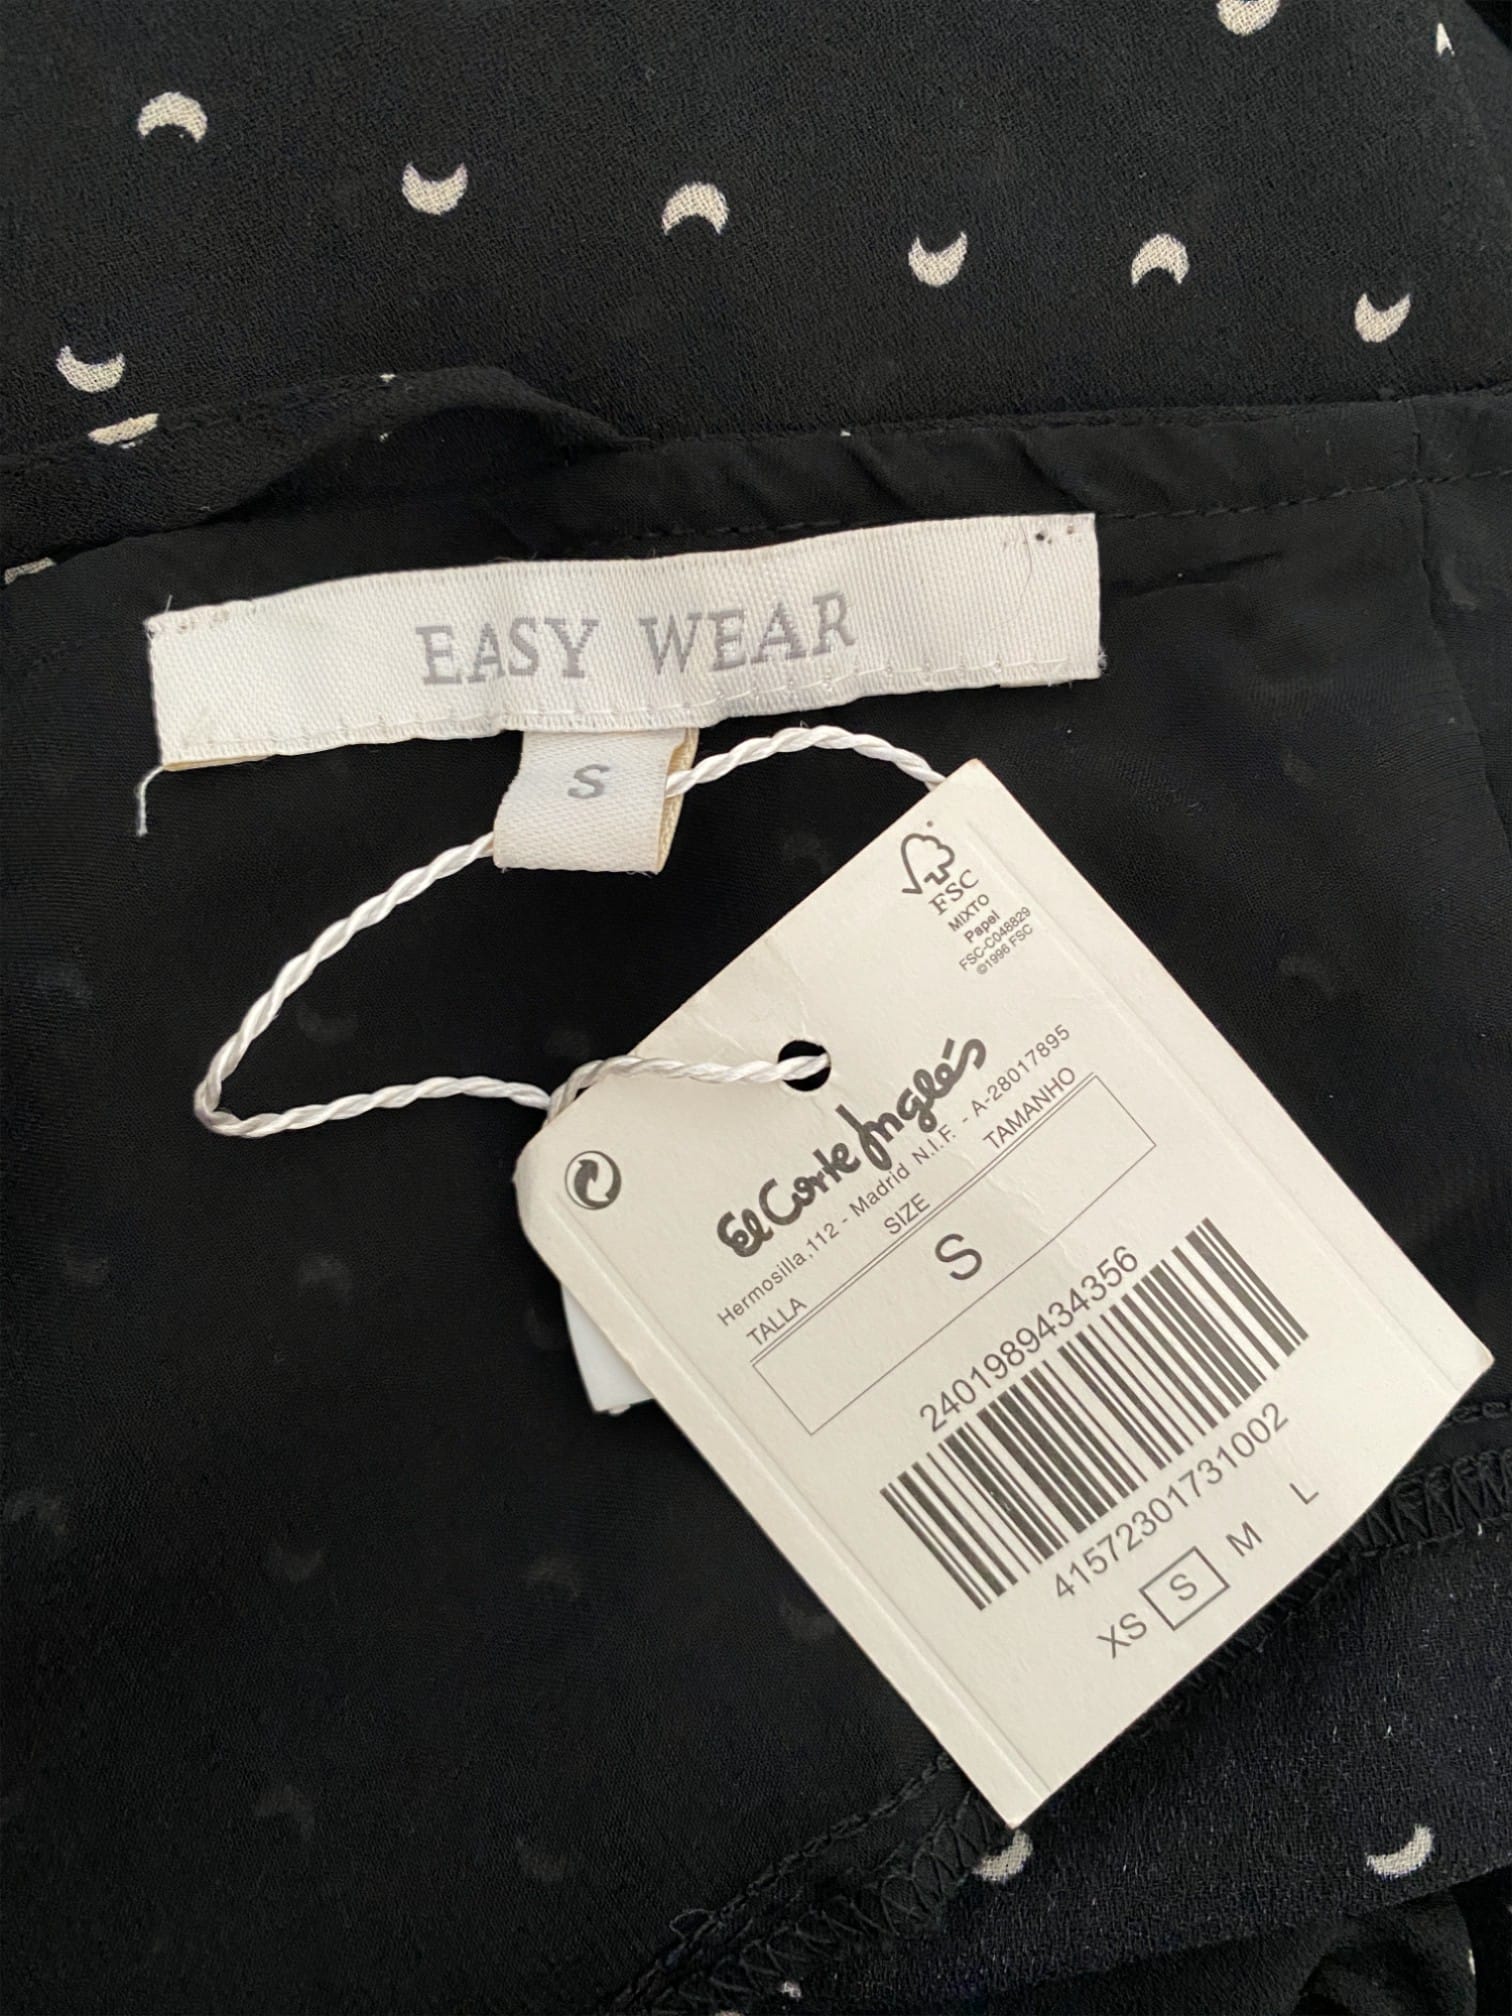 EASY WEAR
S
FSC
MIXTO
Papel
FSC-C048829
©1996 FSC
El Corte Inglés
Hermosilla,112 - Madrid N.I.F. - A-28017895
TALLA SIZE TAMANHO
S
2401989434356
41572301731002
XS S M L